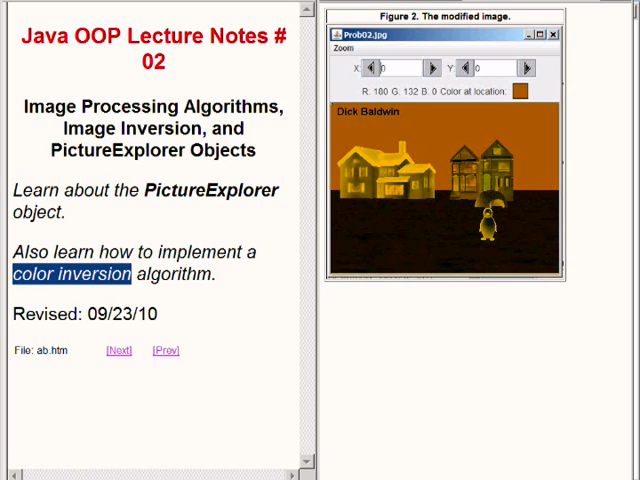 Java OOP Lecture Notes #
02
Image Processing Algorithms,
Image Inversion, and
PictureExplorer Objects
Learn about the PictureExplorer
object.
Also learn how to implement a
color inversion algorithm.
Revised: 09/23/10
File: ab.htm [Next] [Prev]
Figure 2. The modified image.
Prob02.jpg
Zoom
X: 0 Y: 0
R: 180 G: 132 B: 0 Color at location:
Dick Baldwin